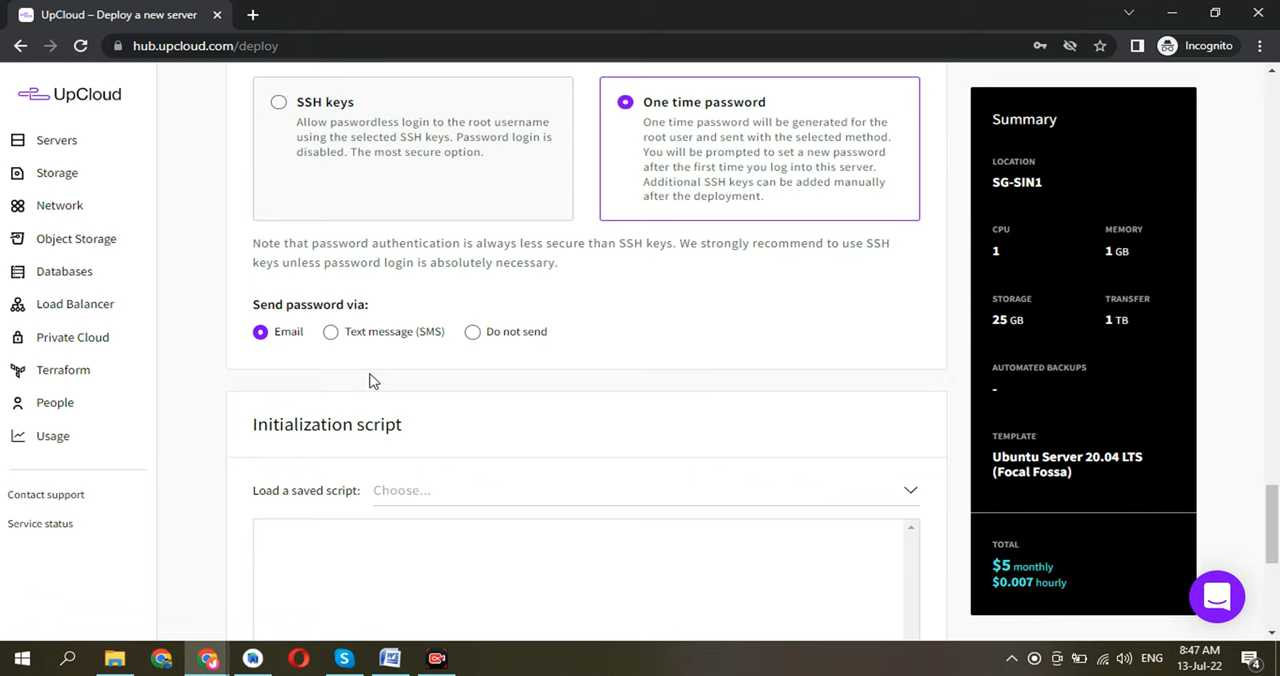 UpCloud – Deploy a new server
hub.upcloud.com/deploy
Incognito
UpCloud
Servers
Storage
Network
Object Storage
Databases
Load Balancer
Private Cloud
Terraform
People
Usage
Contact support
Service status
SSH keys
Allow paswordless login to the root username
using the selected SSH keys. Password login is
disabled. The most secure option.
One time password
One time password will be generated for the
root user and sent with the selected method.
You will be prompted to set a new password
after the first time you log into this server.
Additional SSH keys can be added manually
after the deployment.
Note that password authentication is always less secure than SSH keys. We strongly recommend to use SSH
keys unless password login is absolutely necessary.
Send password via:
Email
Text message (SMS)
Do not send
Initialization script
Load a saved script:
Choose...
Summary
LOCATION
SG-SIN1
CPU
MEMORY
1
1 GB
STORAGE
TRANSFER
25 GB
1 TB
AUTOMATED BACKUPS
-
TEMPLATE
Ubuntu Server 20.04 LTS
(Focal Fossa)
TOTAL
$5 monthly
$0.007 hourly
ENG
8:47 AM
13-Jul-22
4